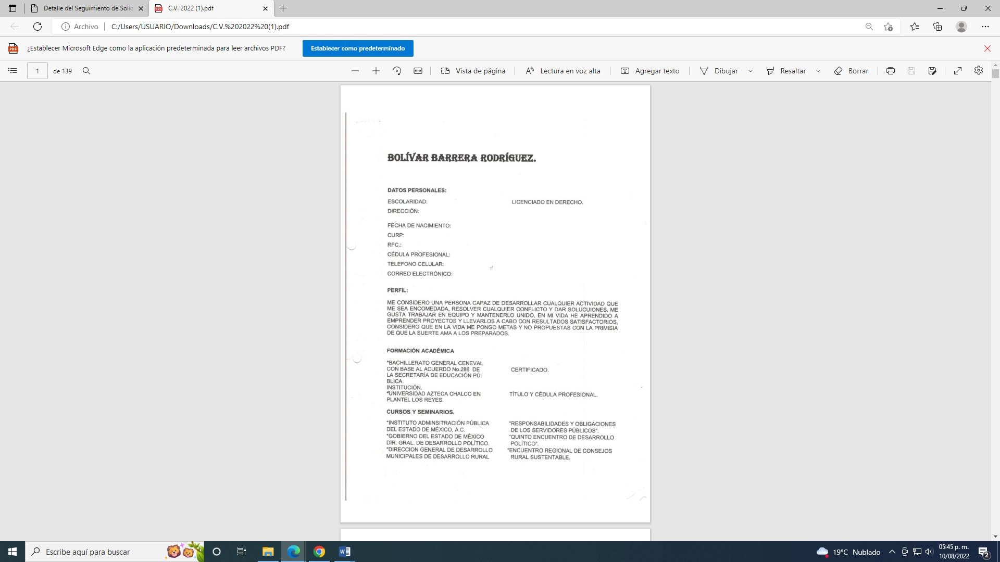 Detalle del Seguimiento de Solic
C.V. 2022 (1).pdf
Archivo
C:/Users/USUARIO/Downloads/C.V.%202022%20(1).pdf
PDF
¿Establecer Microsoft Edge como la aplicación predeterminada para leer archivos PDF?
Establecer como predeterminado
1
de 139
Vista de página
Lectura en voz alta
Agregar texto
Dibujar
Resaltar
Borrar
BOLÍVAR BARRERA RODRÍGUEZ.
DATOS PERSONALES:
ESCOLARIDAD:
LICENCIADO EN DERECHO.
DIRECCIÓN:
FECHA DE NACIMIENTO:
CURP:
RFC.:
CÉDULA PROFESIONAL:
TELEFONO CELULAR:
CORREO ELECTRÓNICO:
PERFIL:
ME CONSIDERO UNA PERSONA CAPAZ DE DESARROLLAR CUALQUIER ACTIVIDAD QUE
ME SEA ENCOMEDADA, RESOLVER CUALQUIER CONFLICTO Y DAR SOLUCUIONES, ME
GUSTA TRABAJAR EN EQUIPO Y MANTENERLO UNIDO, EN MI VIDA HE APRENDIDO A
EMPRENDER PROYECTOS Y LLEVARLOS A CABO CON RESULTADOS SATISFACTORIOS,
CONSIDERO QUE EN LA VIDA ME PONGO METAS Y NO PROPUESTAS CON LA PRIMISIA
DE QUE LA SUERTE AMA A LOS PREPARADOS.
FORMACIÓN ACADÉMICA
*BACHILLERATO GENERAL CENEVAL
CON BASE AL ACUERDO No.286 DE
LA SECRETARÍA DE EDUCACIÓN PÚ-
BLICA.
CERTIFICADO.
INSTITUCIÓN.
*UNIVERSIDAD AZTECA CHALCO EN
PLANTEL LOS REYES.
TÍTULO Y CÉDULA PROFESIONAL.
CURSOS Y SEMINARIOS.
*INSTITUTO ADMINSITRACIÓN PÚBLICA
DEL ESTADO DE MÉXICO, A.C.
"RESPONSABILIDADES Y OBLIGACIONES
DE LOS SERVIDORES PÚBLICOS".
*GOBIERNO DEL ESTADO DE MÉXICO
DIR. GRAL. DE DESARROLLO POLÍTICO.
"QUINTO ENCUENTRO DE DESARROLLO
POLÍTICO".
*DIRECCION GENERAL DE DESARROLLO
MUNICIPALES DE DESARROLLO RURAL
*ENCUENTRO REGIONAL DE CONSEJOS
RURAL SUSTENTABLE.
Escribe aquí para buscar
19°C Nublado
05:45 p. m.
10/08/2022
2